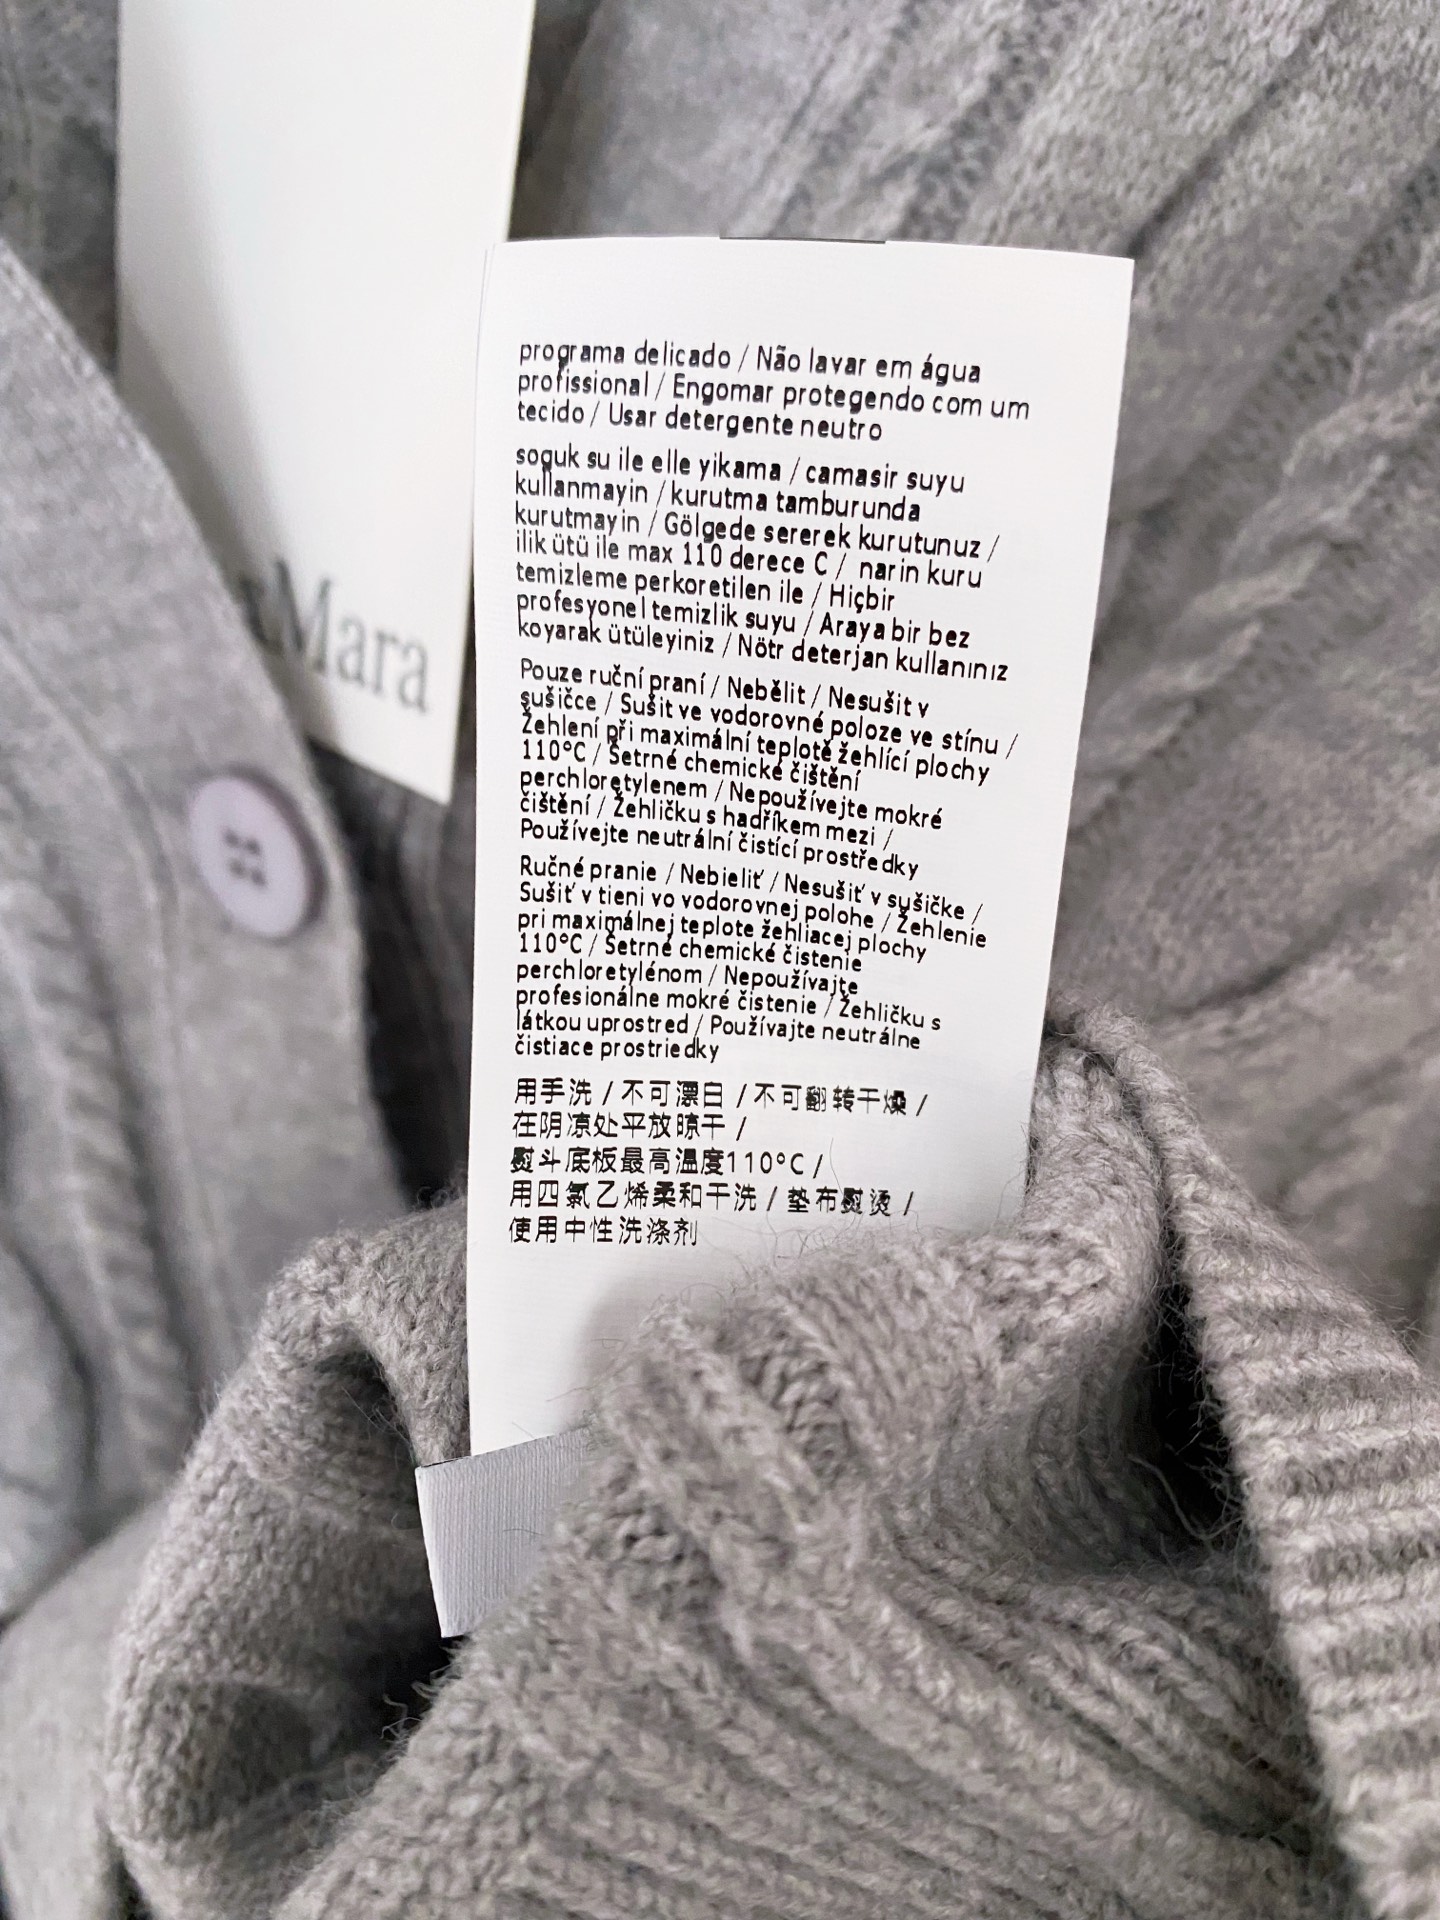 Mara
programa delicado / Não lavar em água
profissional / Engomar protegendo com um
tecido / Usar detergente neutro
soguk su ile elle yikama / camasir suyu
kullanmayin / kurutma tamburunda
kurutmayin / Gölgede sererek kurutunuz /
ilik ütü ile max 110 derece C / narin kuru
temizleme perkoretilen ile / Hiçbir
profesyonel temizlik suyu / Araya bir bez
koyarak ütüleyiniz / Nötr deterjan kullanınız
Pouze ruční praní / Nebělit / Nesušit v
sušičce / Sušit ve vodorovné poloze ve stínu /
Žehlení při maximální teplotě žehlící plochy
110°C / Šetrné chemické čištění
perchloretylenem / Nepoužívejte mokré
čištění / Žehličku s hadříkem mezi /
Používejte neutrální čistící prostředky
Ručné pranie / Nebieliť / Nesušiť v sušičke /
Sušiť v tieni vo vodorovnej polohe / Žehlenie
pri maximálnej teplote žehliacej plochy
110°C / Šetrné chemické čistenie
perchloretylénom / Nepoužívajte
profesionálne mokré čistenie / Žehličku s
látkou uprostred / Používajte neutrálne
čistiace prostriedky
用手洗 / 不可漂白 / 不可翻转干燥 /
在阴凉处平放晾干 /
熨斗底板最高温度110°C /
用四氯乙烯柔和干洗 / 垫布熨烫 /
使用中性洗涤剂